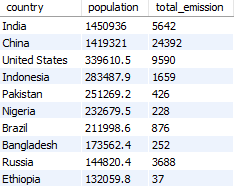 country population total_emission
India 1450936 5642
China 1419321 24392
United States 339610.5 9590
Indonesia 283487.9 1659
Pakistan 251269.2 426
Nigeria 232679.5 228
Brazil 211998.6 876
Bangladesh 173562.4 252
Russia 144820.4 3688
Ethiopia 132059.8 37